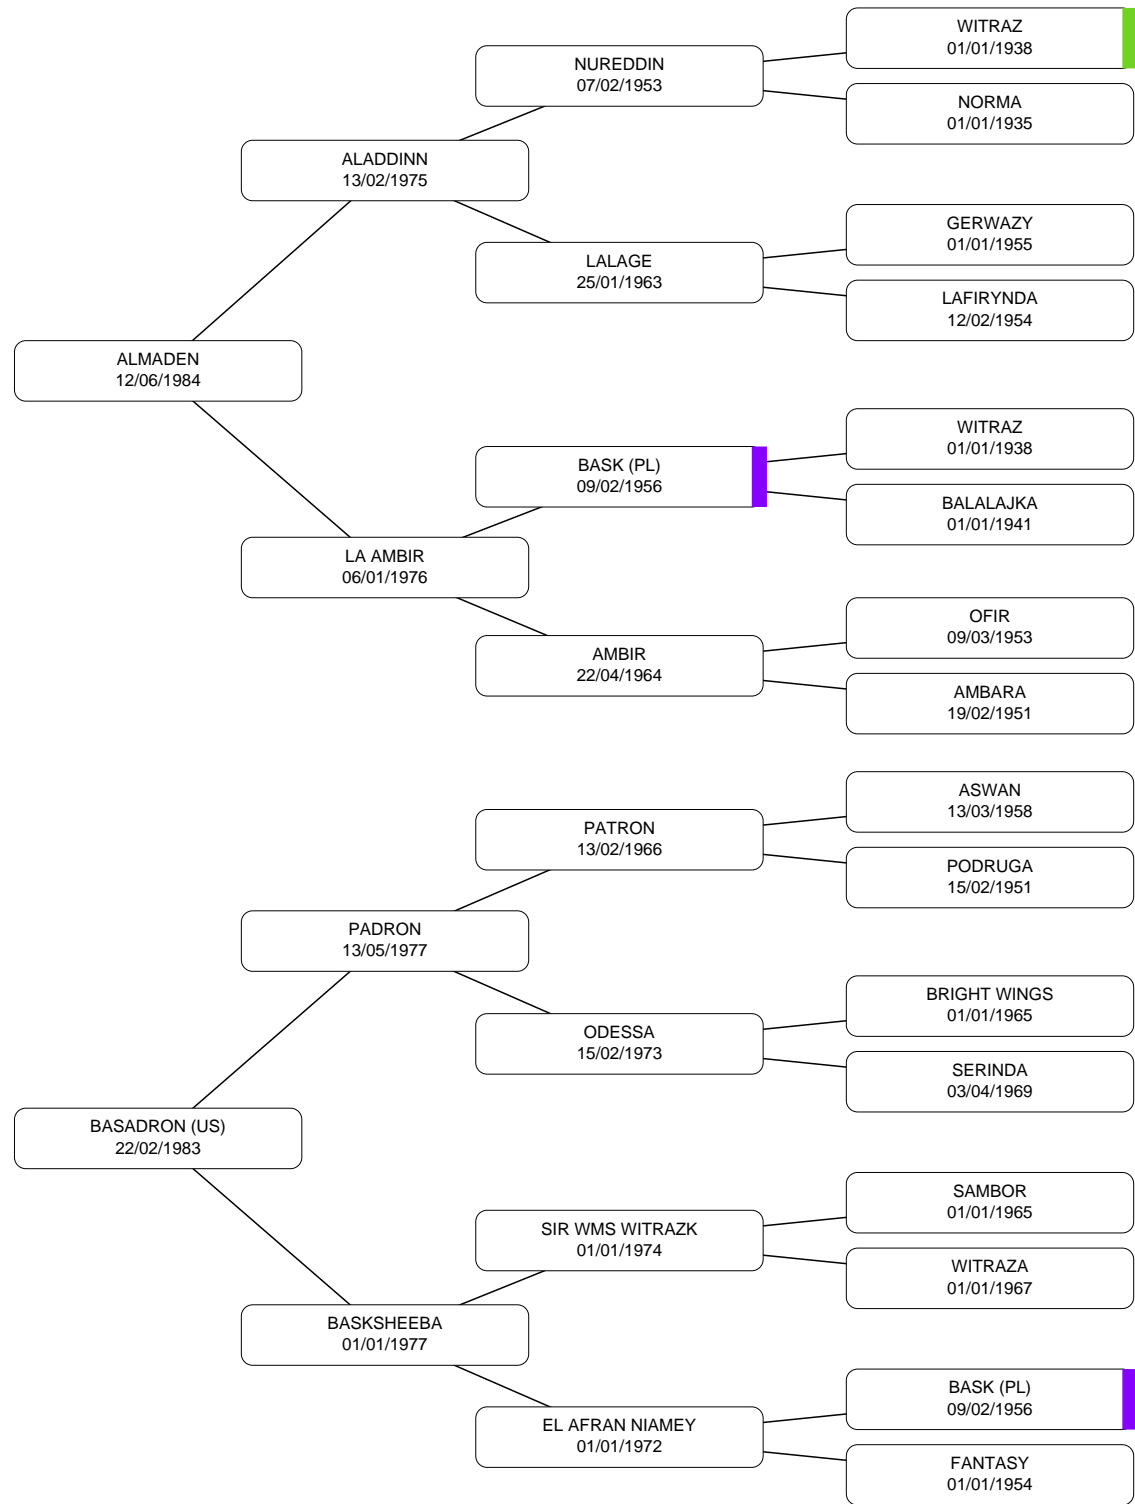 WITRAZ
01/01/1938
NUREDDIN
07/02/1953
NORMA
01/01/1935
ALADDINN
13/02/1975
GERWAZY
01/01/1955
LALAGE
25/01/1963
LAFIRYNDA
12/02/1954
ALMADEN
12/06/1984
WITRAZ
01/01/1938
BASK (PL)
09/02/1956
BALALAJKA
01/01/1941
LA AMBIR
06/01/1976
OFIR
09/03/1953
AMBIR
22/04/1964
AMBARA
19/02/1951
ASWAN
13/03/1958
PATRON
13/02/1966
PODRUGA
15/02/1951
PADRON
13/05/1977
BRIGHT WINGS
01/01/1965
ODESSA
15/02/1973
SERINDA
03/04/1969
BASADRON (US)
22/02/1983
SAMBOR
01/01/1965
SIR WMS WITRAZK
01/01/1974
WITRAZA
01/01/1967
BASKSHEEBA
01/01/1977
BASK (PL)
09/02/1956
EL AFRAN NIAMEY
01/01/1972
FANTASY
01/01/1954